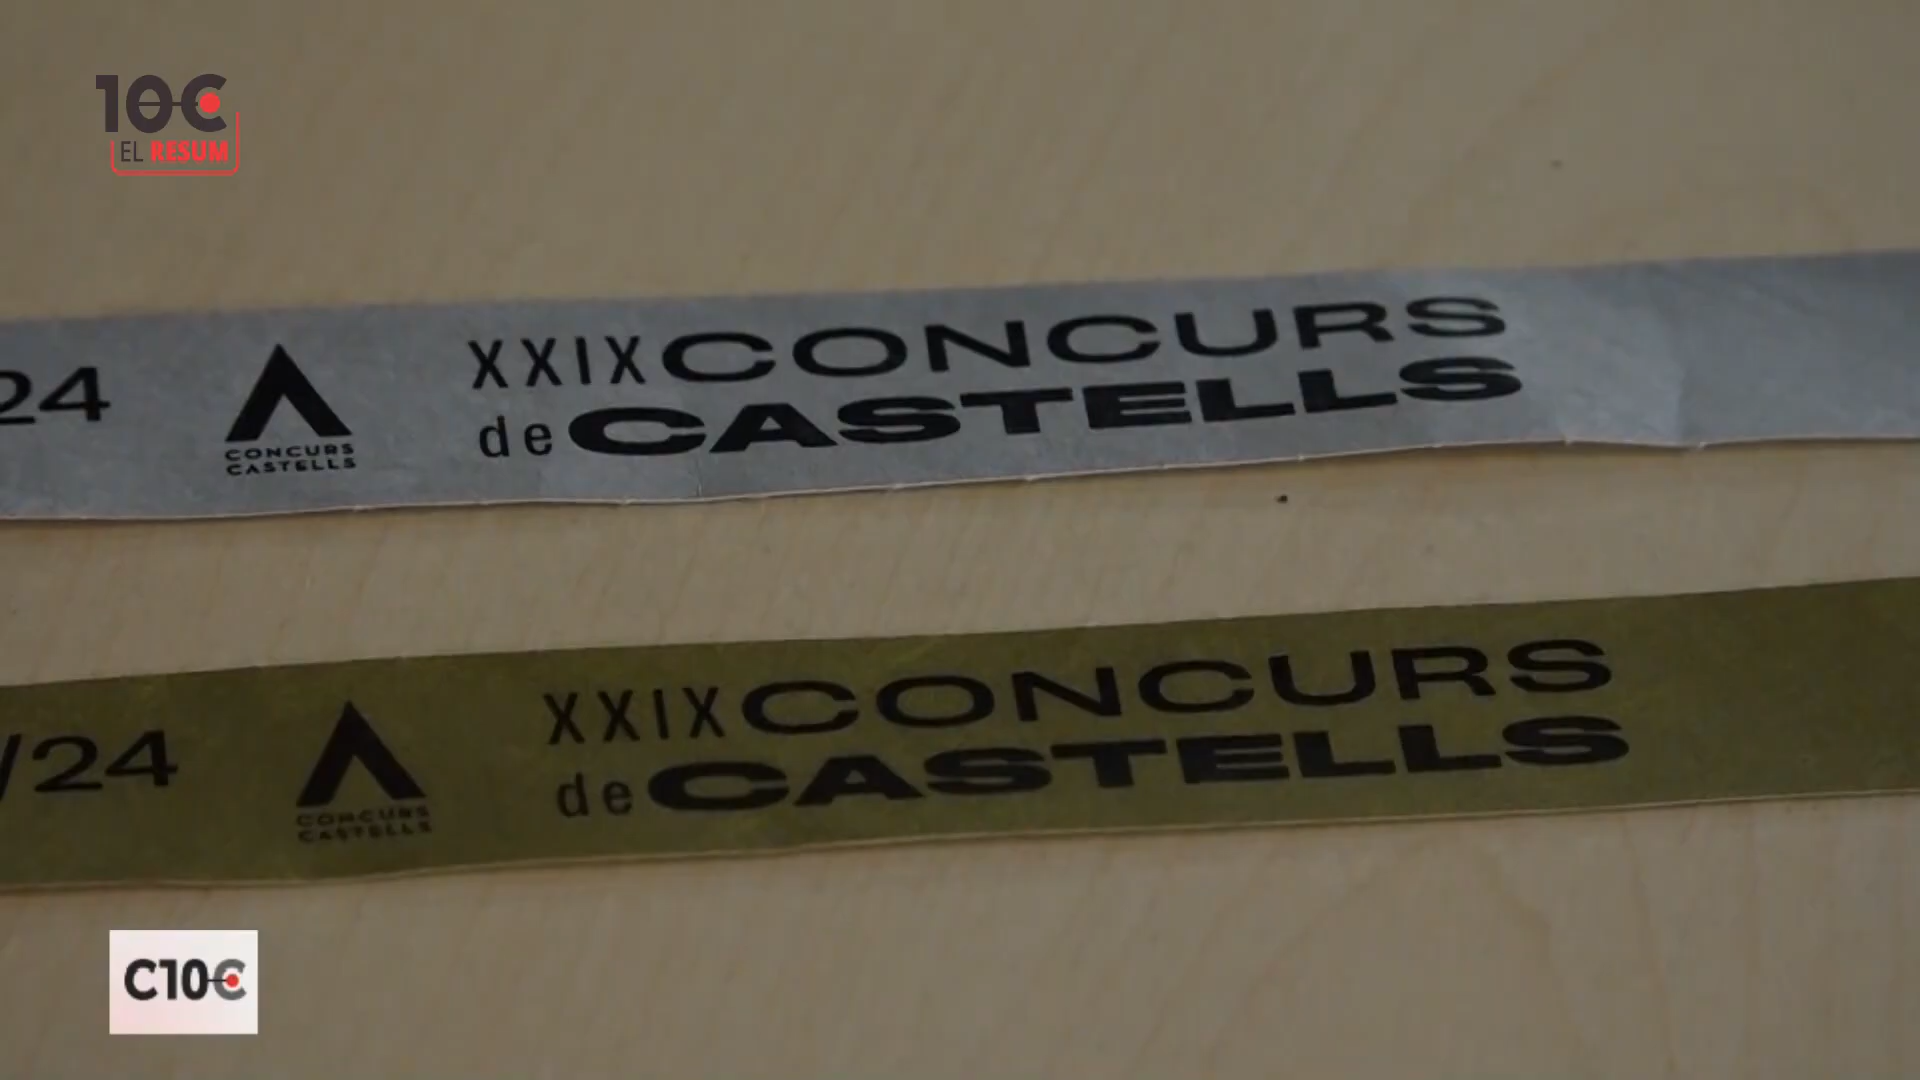 10C
EL RESUM
24
CONCURS
CASTELLS
XXIX CONCURS
de CASTELLS
/24
CONCURS
CASTELLS
XXIX CONCURS
de CASTELLS
C10C